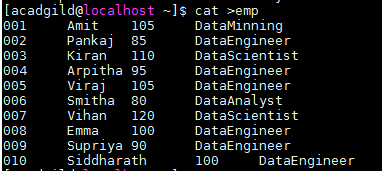 [acadgild@localhost ~]$ cat >emp
001 Amit 105 DataMinning
002 Pankaj 85 DataEngineer
003 Kiran 110 DataScientist
004 Arpitha 95 DataEngineer
005 Viraj 105 DataEngineer
006 Smitha 80 DataAnalyst
007 Vihan 120 DataScientist
008 Emma 100 DataEngineer
009 Supriya 90 DataEngineer
010 Siddharath 100 DataEngineer